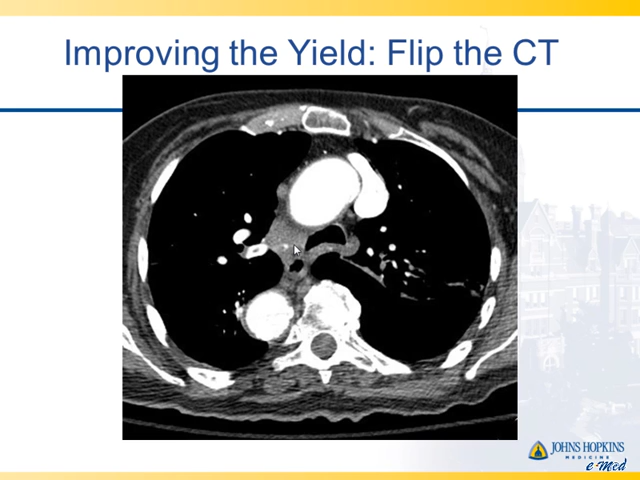 Improving the Yield: Flip the CT
JOHNS HOPKINS
MEDICINE
e-Med